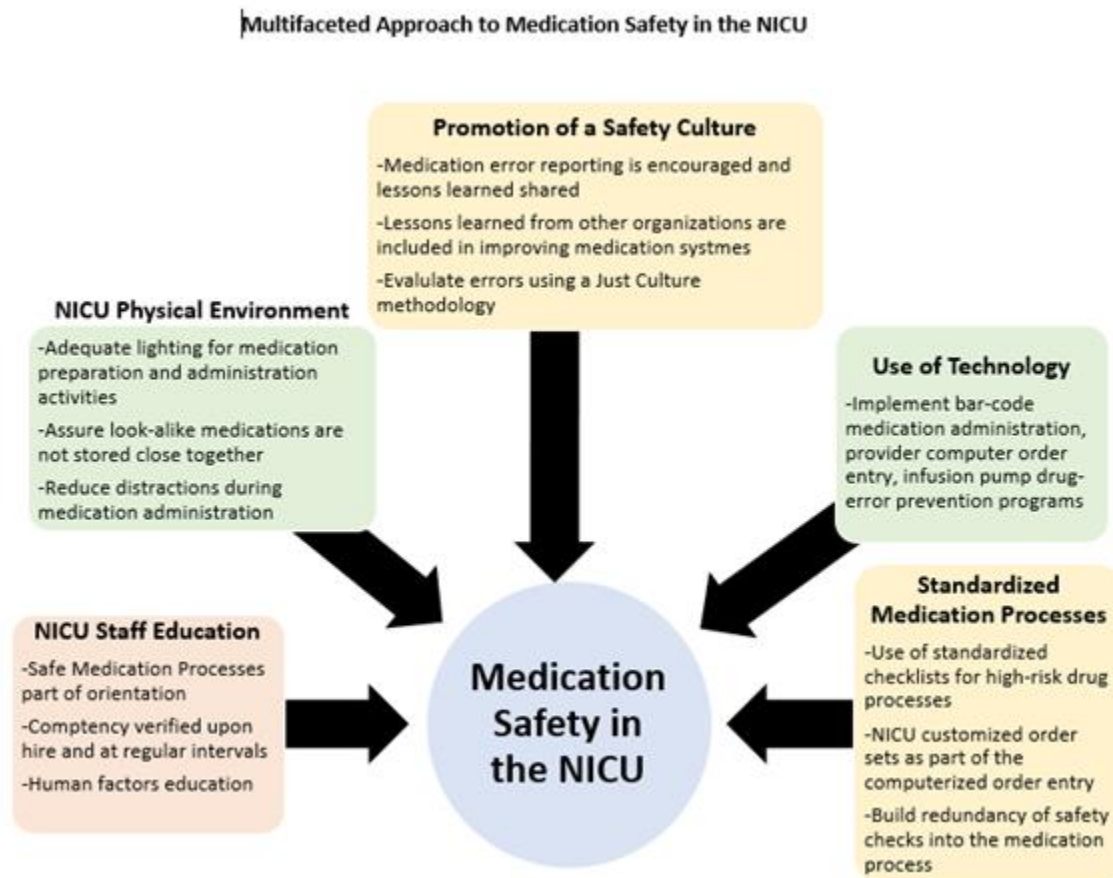 Multifaceted Approach to Medication Safety in the NICU
Promotion of a Safety Culture
-Medication error reporting is encouraged and
lessons learned shared
-Lessons learned from other organizations are
included in improving medication systmes
-Evalulate errors using a Just Culture
methodology
NICU Physical Environment
-Adequate lighting for medication
preparation and administration
activities
-Assure look-alike medications are
not stored close together
-Reduce distractions during
medication administration
Use of Technology
-Implement bar-code
medication administration,
provider computer order
entry, infusion pump drug-
error prevention programs
NICU Staff Education
-Safe Medication Processes
part of orientation
-Comptency verified upon
hire and at regular intervals
-Human factors education
Medication
Safety in
the NICU
Standardized
Medication Processes
-Use of standardized
checklists for high-risk drug
processes
-NICU customized order
sets as part of the
computerized order entry
-Build redundancy of safety
checks into the medication
process